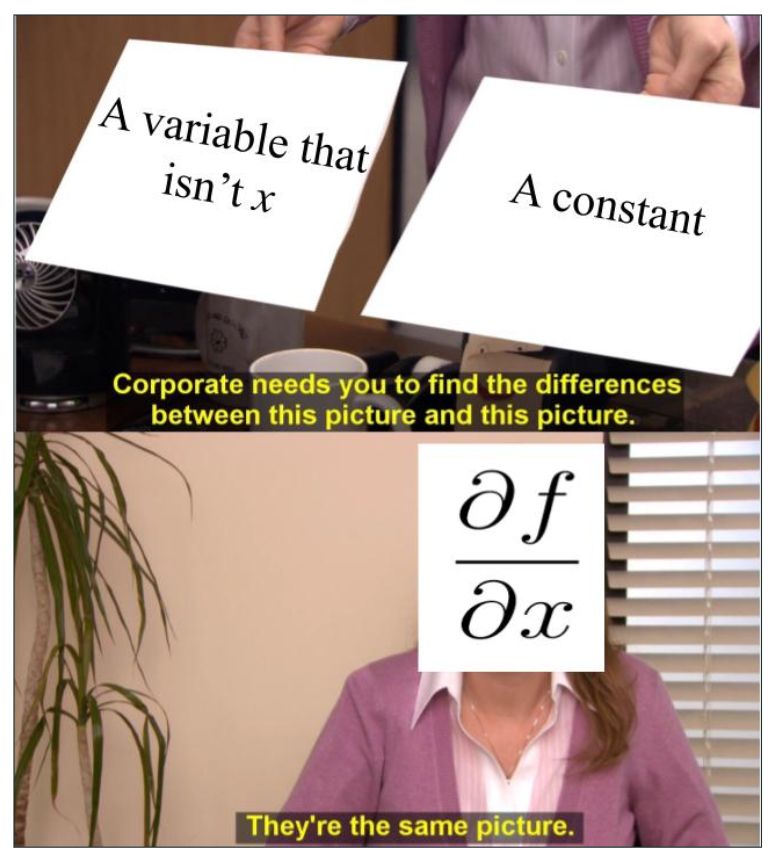 A variable that
isn't x
A constant
Corporate needs you to find the differences
between this picture and this picture.
∂f
∂x
They're the same picture.